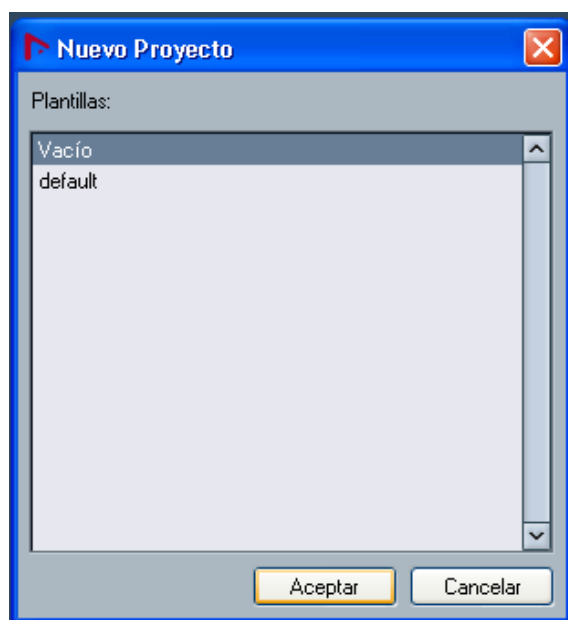 Nuevo Proyecto
Plantillas:
Vacío
default
Aceptar Cancelar